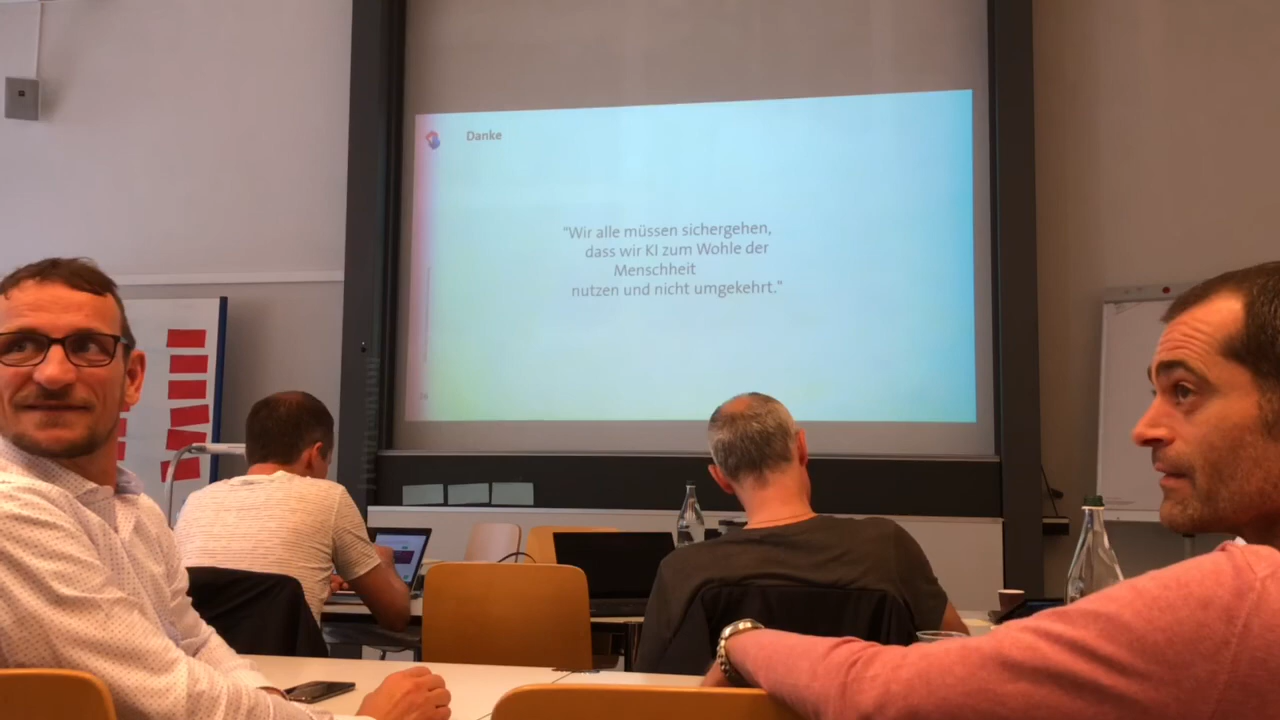 Danke
"Wir alle müssen sichergehen,
dass wir KI zum Wohle der
Menschheit
nutzen und nicht umgekehrt."